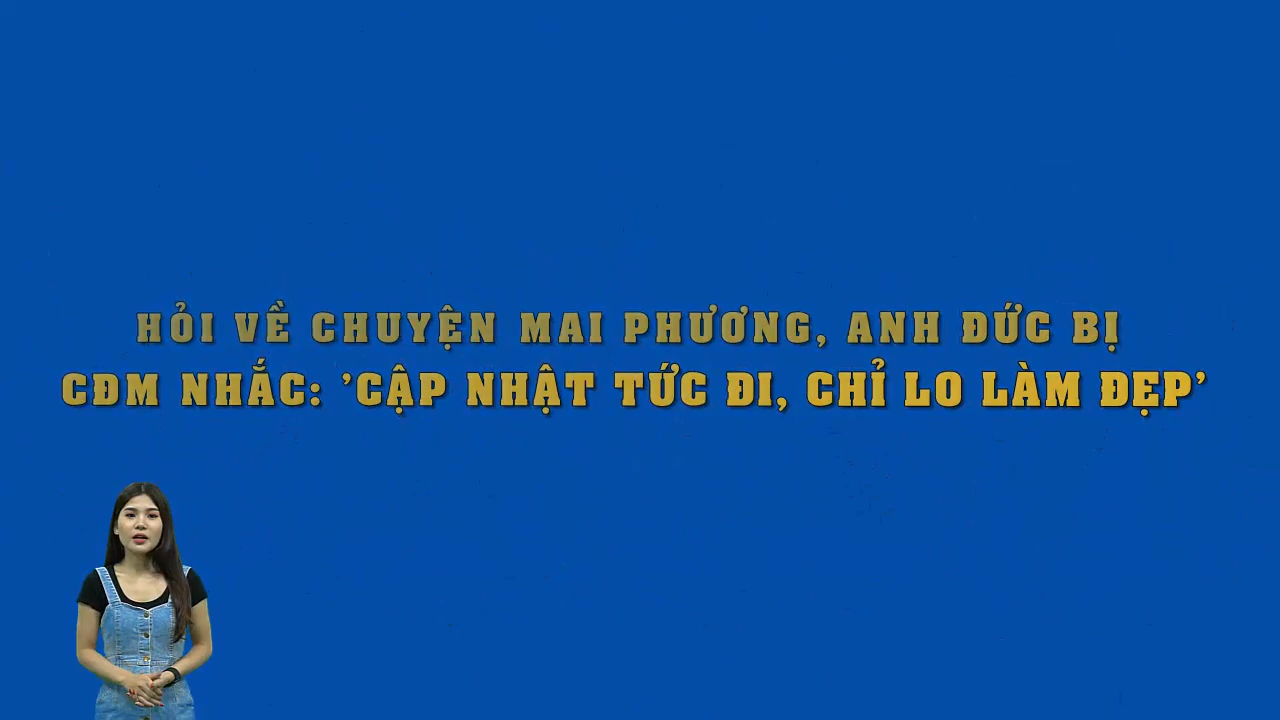 HỎI VỀ CHUYỆN MAI PHƯƠNG, ANH ĐỨC BỊ
CĐM NHẮC: 'CẬP NHẬT TỨC ĐI, CHỈ LO LÀM ĐẸP'